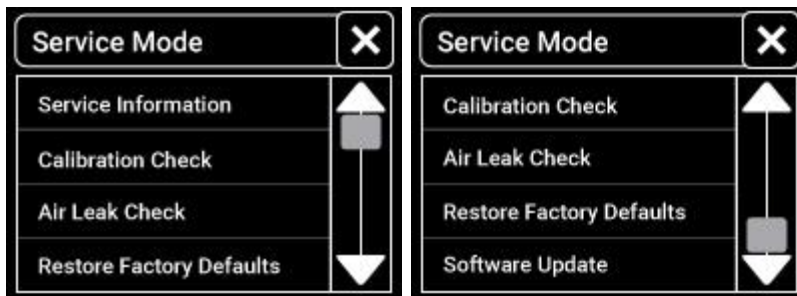 Service Mode
Service Information
Calibration Check
Air Leak Check
Restore Factory Defaults
Service Mode
Calibration Check
Air Leak Check
Restore Factory Defaults
Software Update